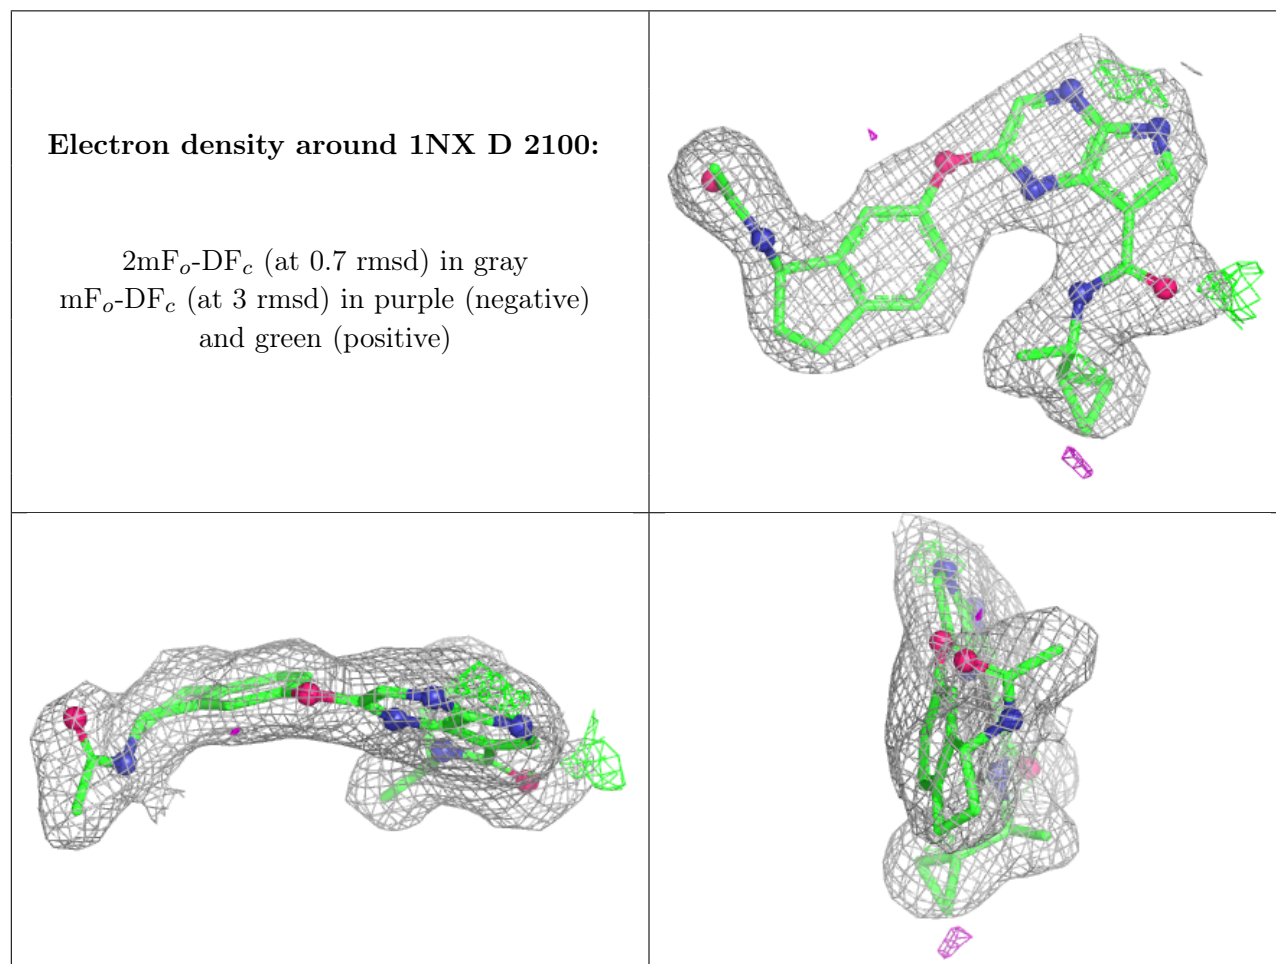 Electron density around 1NX D 2100:
2mFo-DFc (at 0.7 rmsd) in gray
mFo-DFc (at 3 rmsd) in purple (negative)
and green (positive)